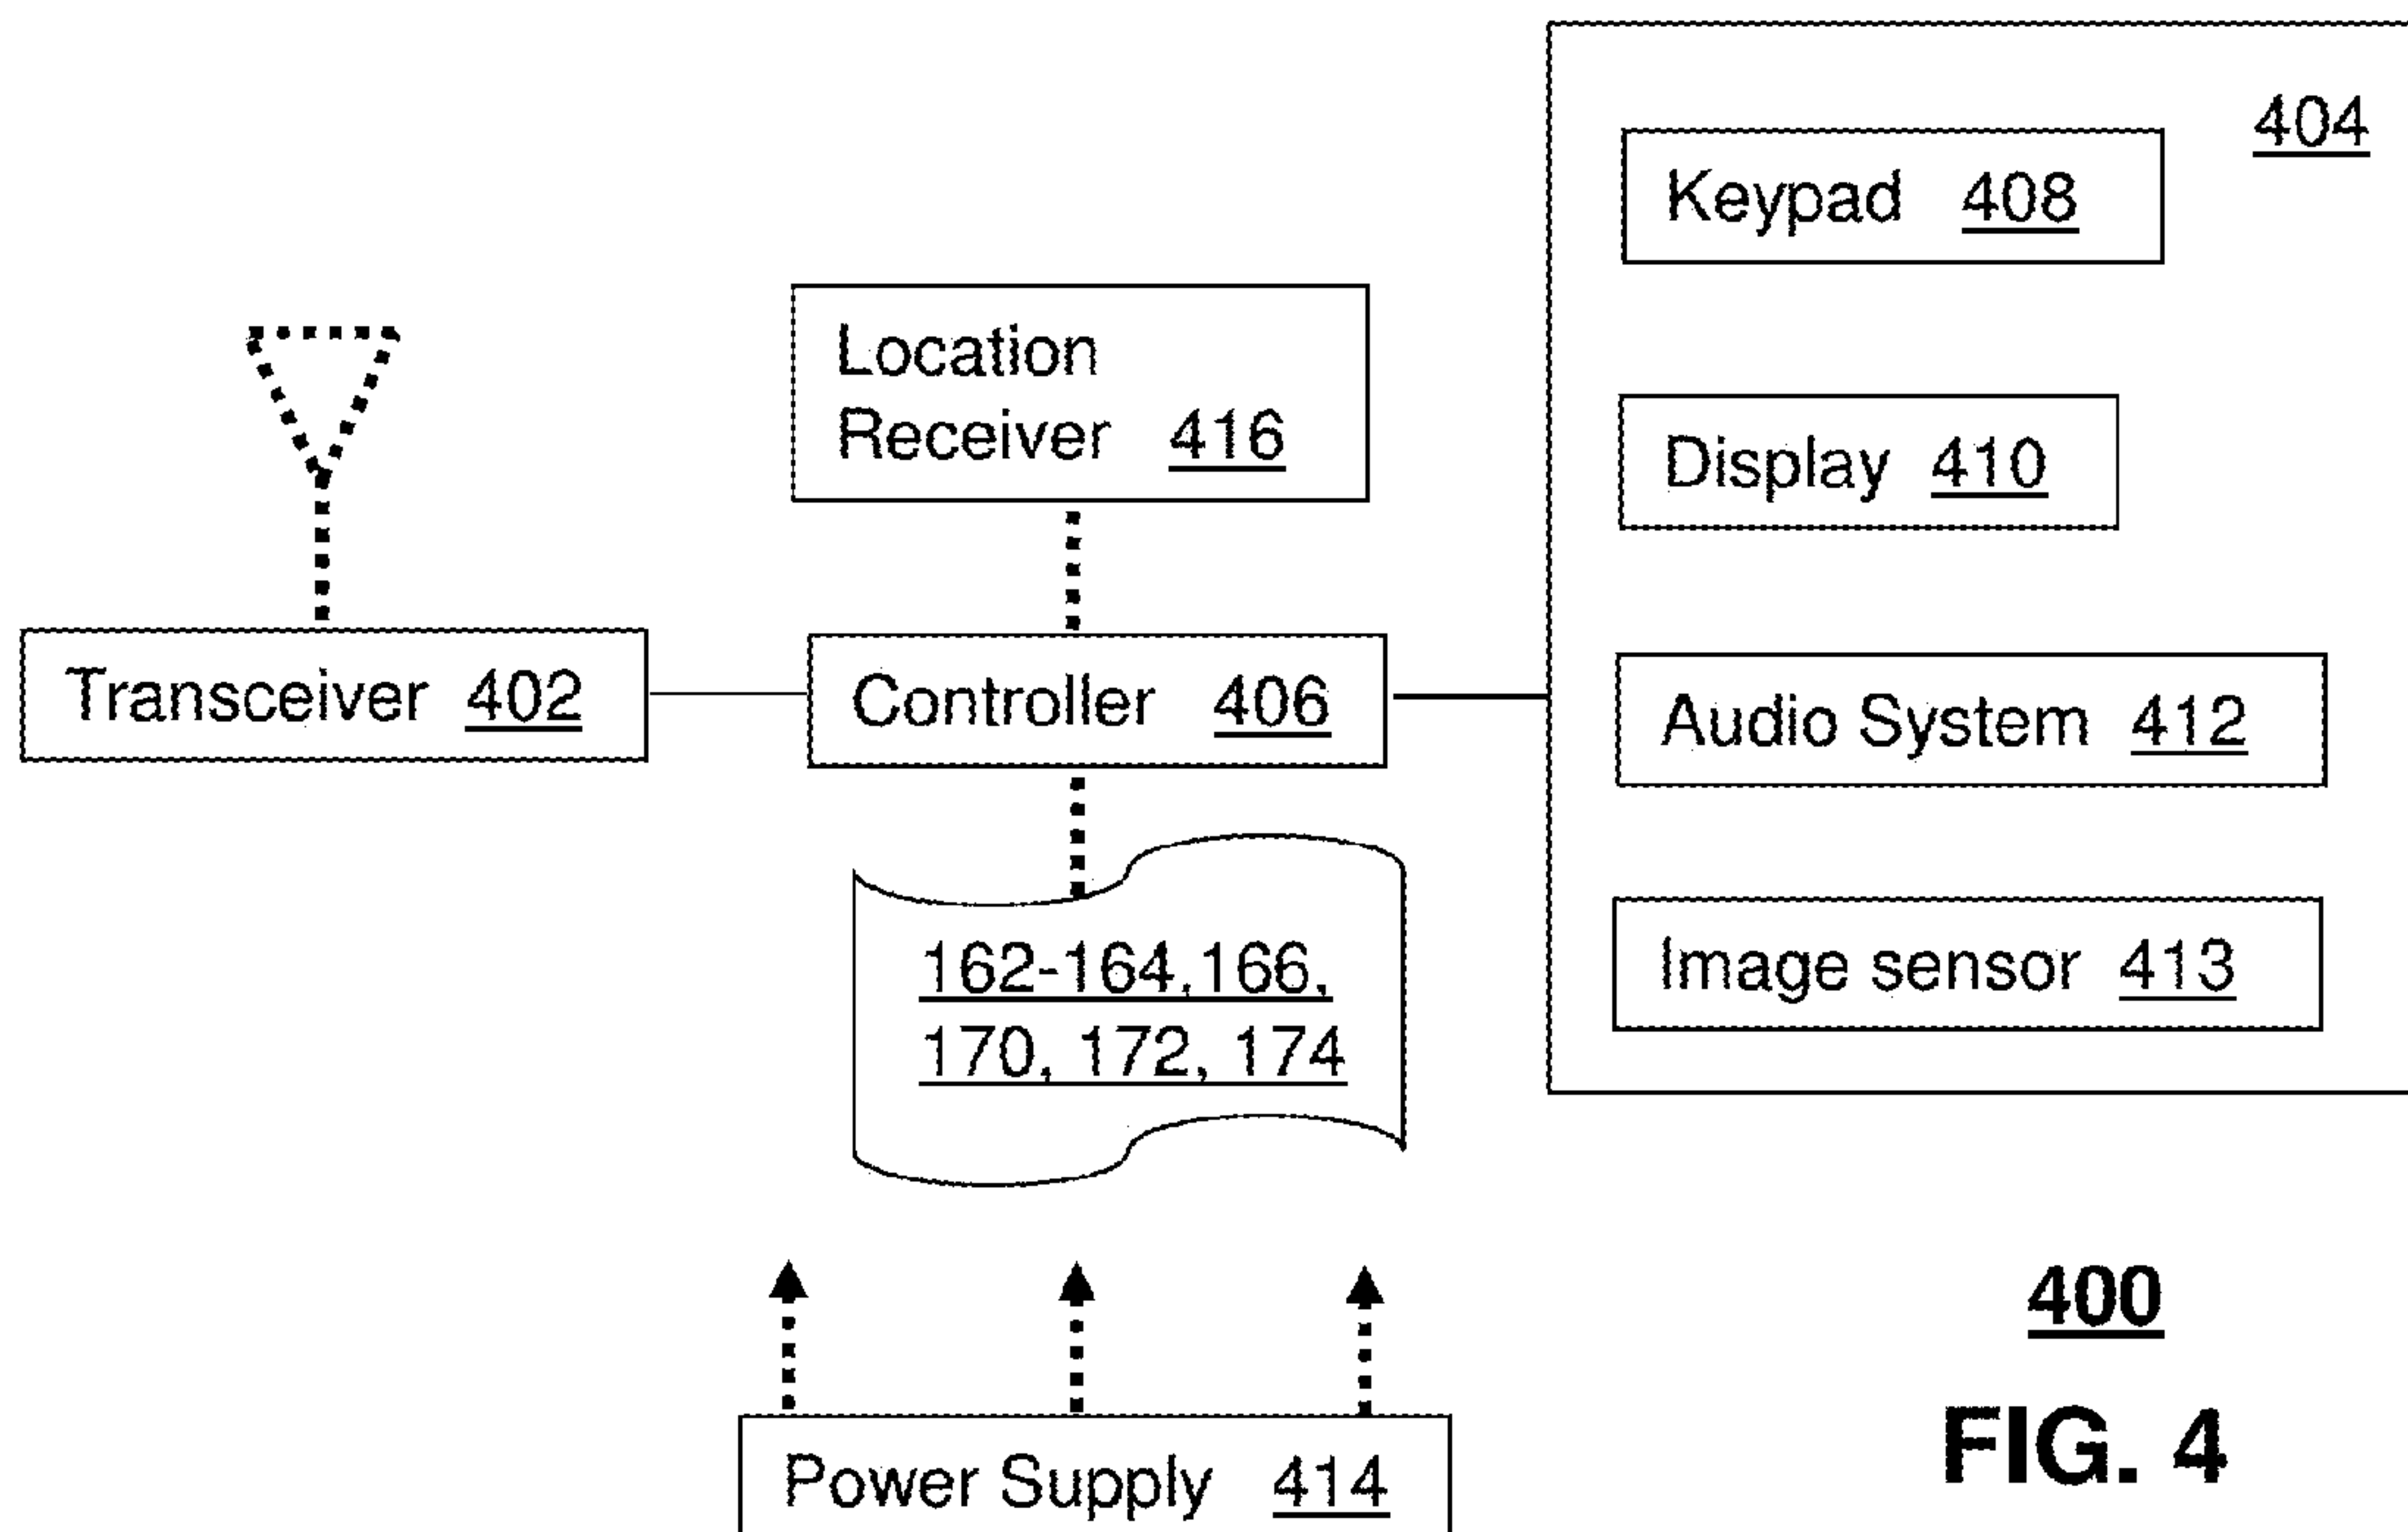 404
Keypad 408
Location
Receiver 416
Display 410
Transceiver 402
Controller 406
Audio System 412
162-164,166,
170, 172, 174
Image sensor 413
400
Power Supply 414
FIG. 4